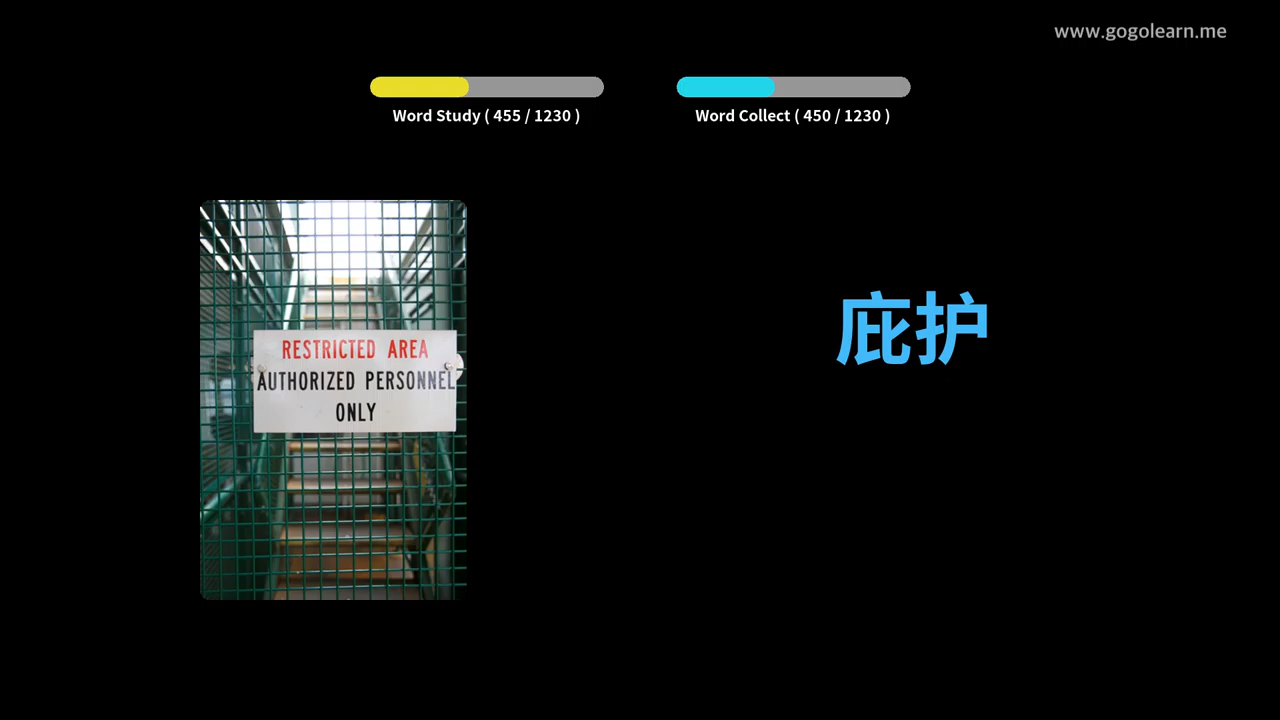 www.gogolearn.me
Word Study ( 455 / 1230 )
Word Collect ( 450 / 1230 )
RESTRICTED AREA
AUTHORIZED PERSONNEL
ONLY
庇护